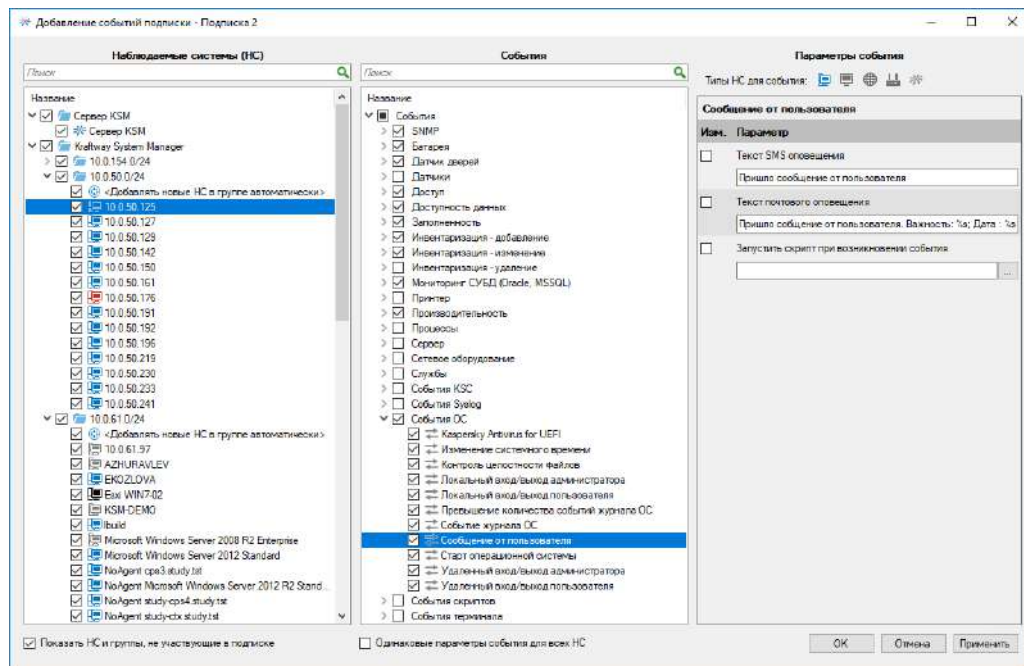 Добавление событий подписки - Подписка 2
Наблюдаемые системы (НС)
Поиск
Название
Сервер KSM
Сервер KSM
Kraftway System Manager
10.0.154.0/24
10.0.50.0/24
<Добавлять новые НС в группе автоматически>
10.0.50.125
10.0.50.127
10.0.50.129
10.0.50.142
10.0.50.150
10.0.50.161
10.0.50.176
10.0.50.191
10.0.50.192
10.0.50.196
10.0.50.219
10.0.50.230
10.0.50.233
10.0.50.241
10.0.61.0/24
<Добавлять новые НС в группе автоматически>
10.0.61.97
AZHURAVLEV
EKOZLOVA
Esxi WIN7-02
KSM-DEMO
lbuild
Microsoft Windows Server 2008 R2 Enterprise
Microsoft Windows Server 2012 Standard
NoAgent cps3.study.tst
NoAgent Microsoft Windows Server 2012 R2 Stand...
NoAgent study-cps4.study.tst
NoAgent study-ctx.study.tst
Показать НС и группы, не участвующие в подписке
События
Поиск
Название
События
SNMP
Батарея
Датчик дверей
Датчики
Доступ
Доступность данных
Заполненность
Инвентаризация - добавление
Инвентаризация - изменение
Инвентаризация - удаление
Мониторинг СУБД (Oracle, MSSQL)
Принтер
Производительность
Процессы
Сервер
Сетевое оборудование
Службы
События KSC
События Syslog
События ОС
Kaspersky Antivirus for UEFI
Изменение системного времени
Контроль целостности файлов
Локальный вход/выход администратора
Локальный вход/выход пользователя
Превышение количества событий журнала ОС
Событие журнала ОС
Сообщение от пользователя
Старт операционной системы
Удаленный вход/выход администратора
Удаленный вход/выход пользователя
События скриптов
События терминала
Одинаковые параметры события для всех НС
Параметры события
Типы НС для события:
Сообщение от пользователя
Изм. Параметр
Текст SMS оповещения
Пришло сообщение от пользователя
Текст почтового оповещения
Пришло собщение от пользователя. Важность: %s; Дата : %s
Запустить скрипт при возникновении события
...
OK
Отмена
Применить